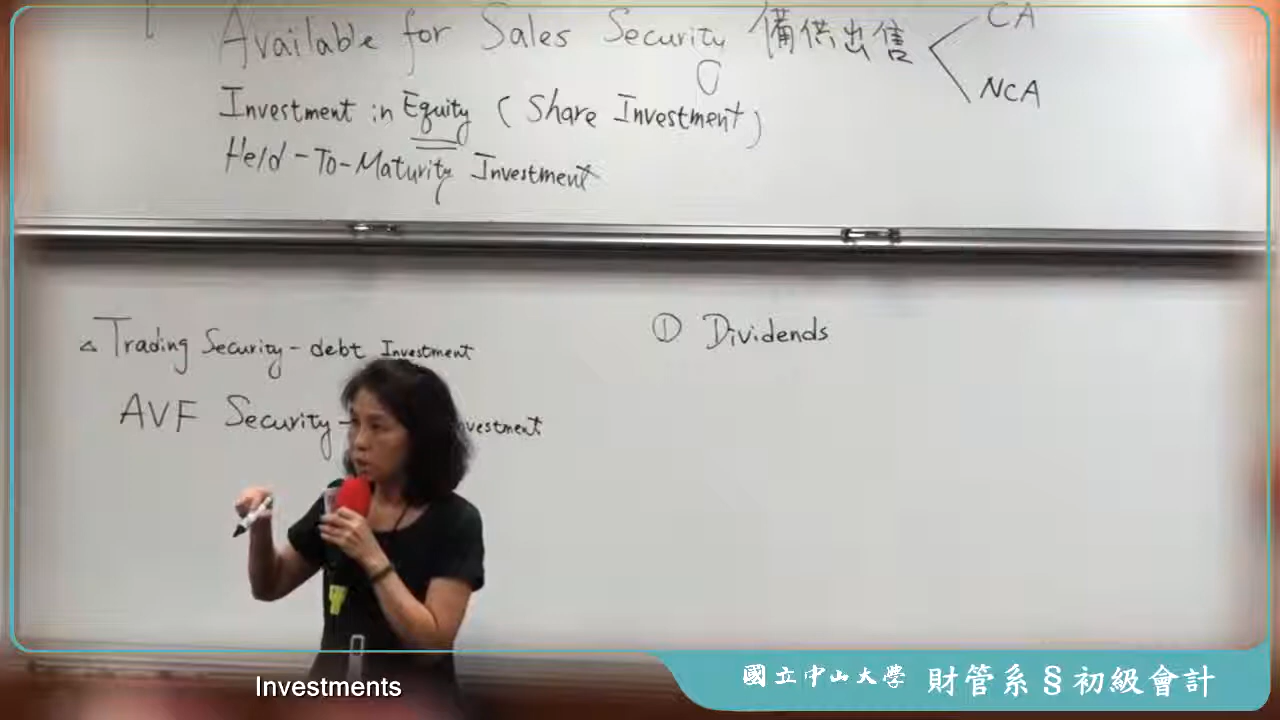 Available for Sales Security 備供出售
CA
NCA
Investment in Equity (Share Investment)
Held-To-Maturity Investment
△ Trading Security - debt Investment
AVF Security -
① Dividends
Investments
國立中山大學 財管系§初級會計